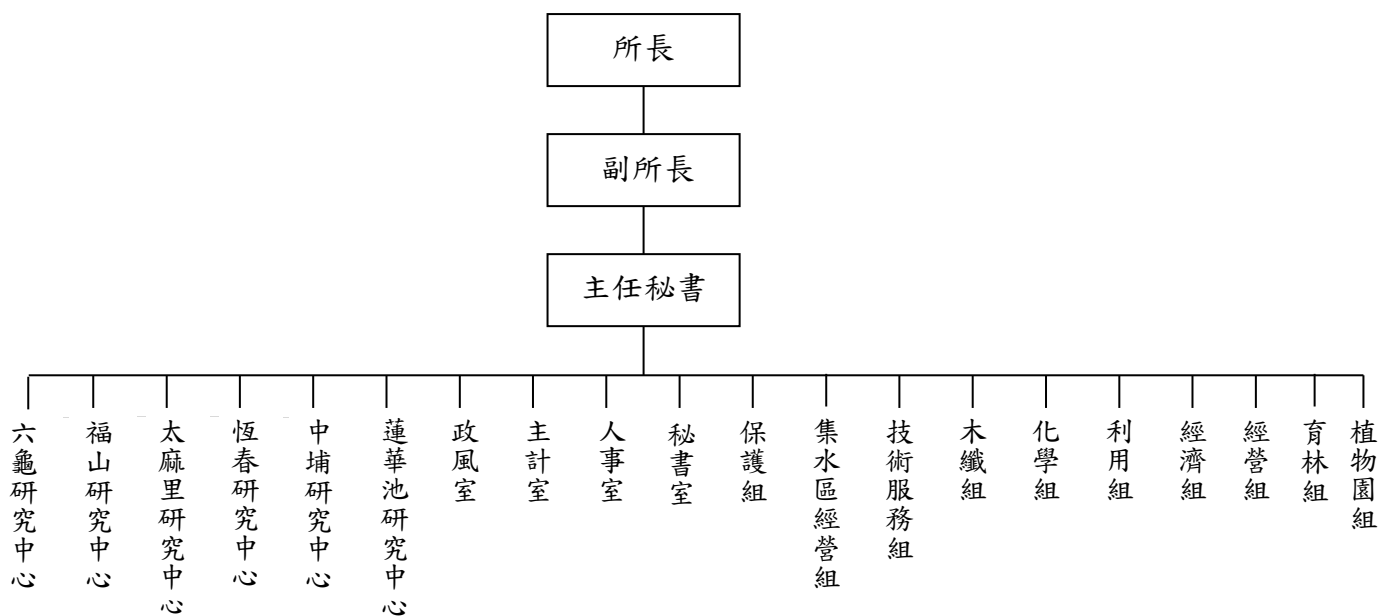 所長
副所長
主任秘書
六龜研究中心
福山研究中心
太麻里研究中心
恆春研究中心
中埔研究中心
蓮華池研究中心
政風室
主計室
人事室
秘書室
保護組
集水區經營組
技術服務組
木纖組
化學組
利用組
經濟組
經營組
育林組
植物園組